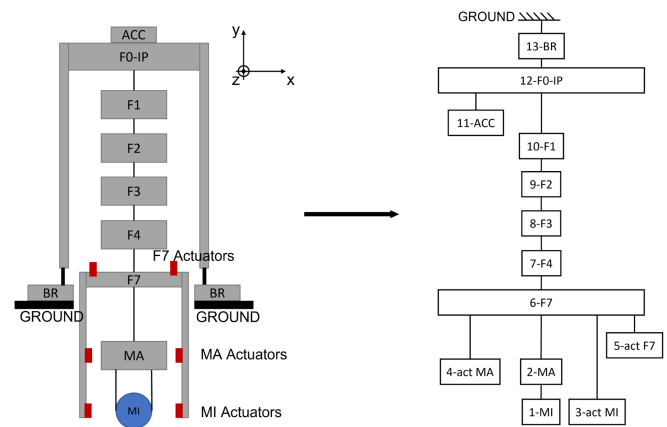 ACC
F0-IP
F1
F2
F3
F4
F7 Actuators
F7
BR
BR
GROUND
GROUND
MA
MA Actuators
MI
MI Actuators
y
z
x
GROUND
13-BR
12-F0-IP
11-ACC
10-F1
9-F2
8-F3
7-F4
6-F7
5-act F7
4-act MA
2-MA
1-MI
3-act MI